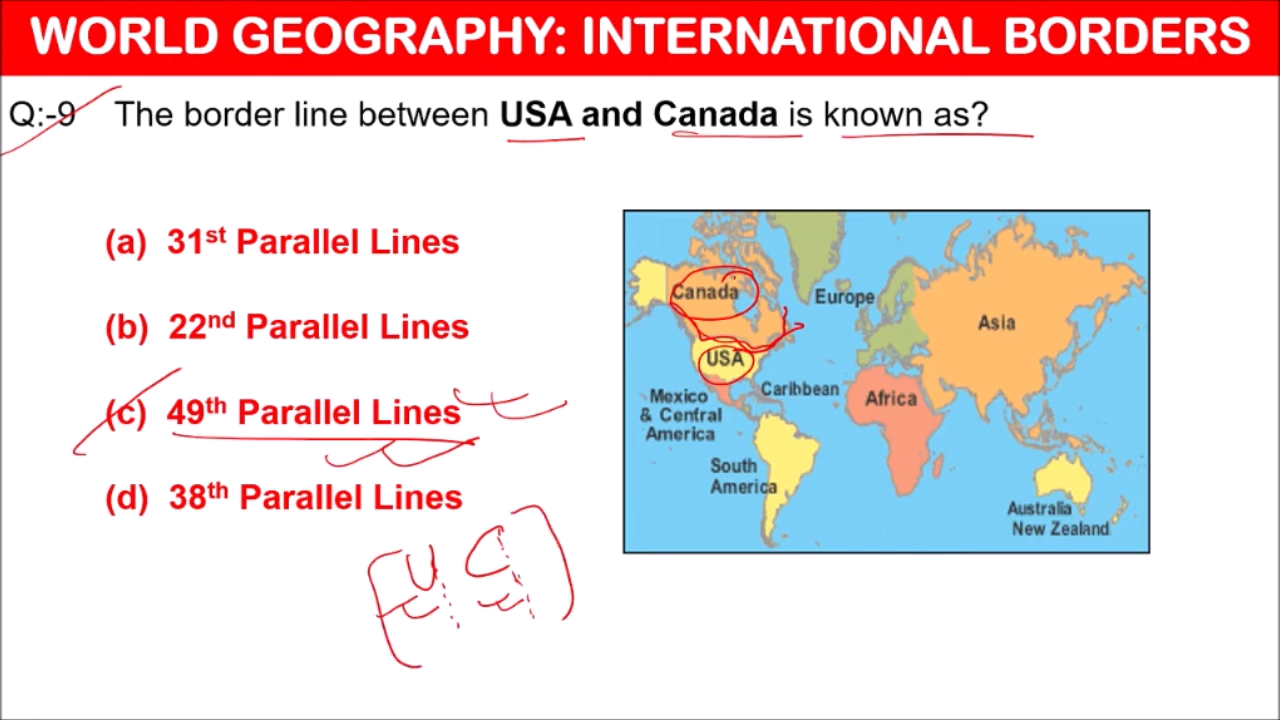 WORLD GEOGRAPHY: INTERNATIONAL BORDERS
Q:-9 The border line between USA and Canada is known as?
(a) 31st Parallel Lines
(b) 22nd Parallel Lines
(c) 49th Parallel Lines
(d) 38th Parallel Lines
U C
Canada
Europe
Asia
USA
Mexico
& Central
America
Caribbean
Africa
South
America
Australia
New Zealand